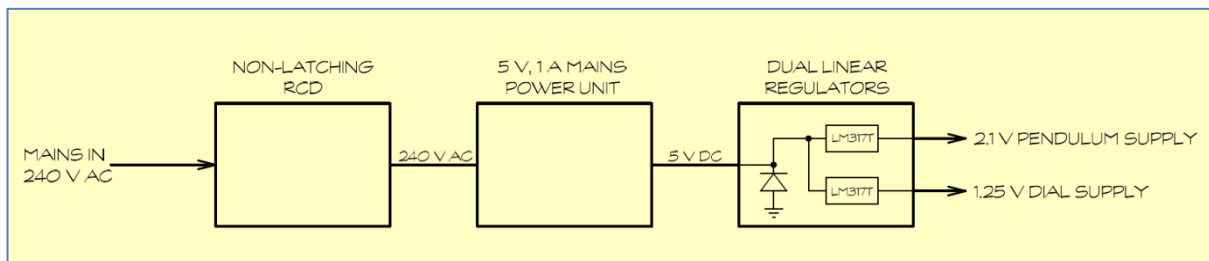 NON-LATCHING
RCD
5 V, 1 A MAINS
POWER UNIT
DUAL LINEAR
REGULATORS
MAINS IN
240 V AC
240 V AC
5 V DC
LM317T
2.1 V PENDULUM SUPPLY
LM317T
1.25 V DIAL SUPPLY